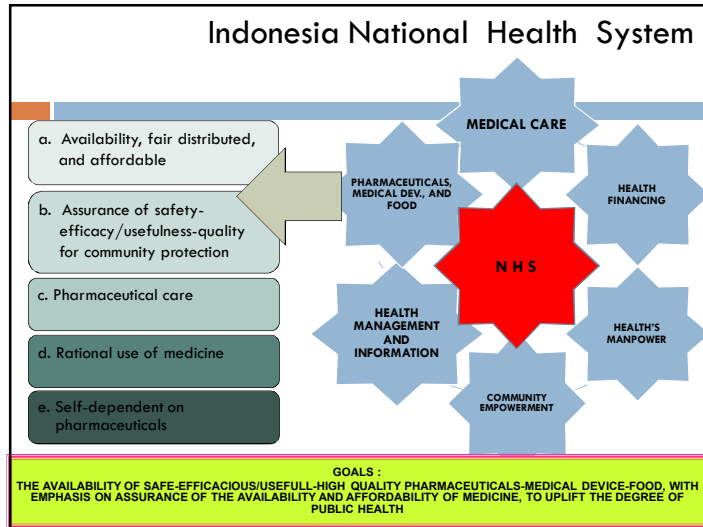 Indonesia National Health System
a. Availability, fair distributed,
and affordable
b. Assurance of safety-
efficacy/usefulness-quality
for community protection
c. Pharmaceutical care
d. Rational use of medicine
e. Self-dependent on
pharmaceuticals
MEDICAL CARE
PHARMACEUTICALS,
MEDICAL DEV., AND
FOOD
HEALTH
FINANCING
N H S
HEALTH
MANAGEMENT
AND
INFORMATION
HEALTH'S
MANPOWER
COMMUNITY
EMPOWERMENT
GOALS :
THE AVAILABILITY OF SAFE-EFFICACIOUS/USEFULL-HIGH QUALITY PHARMACEUTICALS-MEDICAL DEVICE-FOOD, WITH
EMPHASIS ON ASSURANCE OF THE AVAILABILITY AND AFFORDABILITY OF MEDICINE, TO UPLIFT THE DEGREE OF
PUBLIC HEALTH